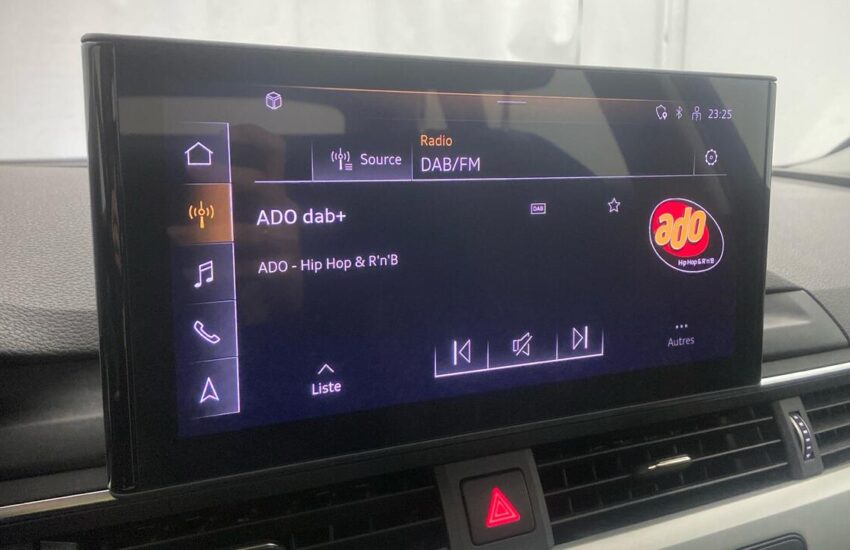 23:25
Source
Radio
DAB/FM
ADO dab+
DAB
ado
Hip Hop & R'n'B
ADO - Hip Hop & R'n'B
Liste
Autres